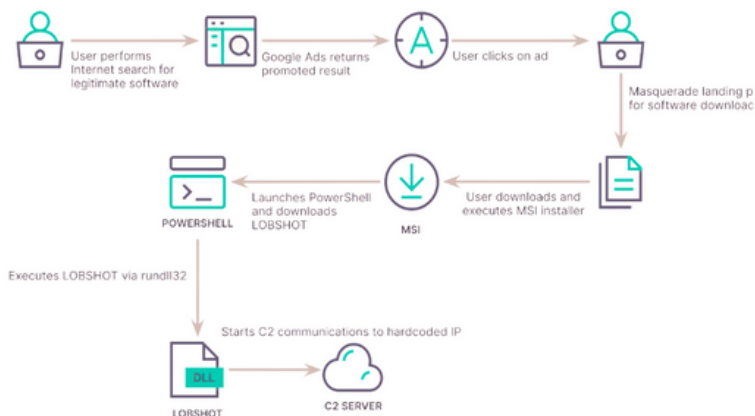 User performs
Internet search for
legitimate software
Google Ads returns
promoted result
A
User clicks on ad
Masquerade landing p
for software downloac
User downloads and
executes MSI installer
MSI
Launches PowerShell
and downloads
LOBSHOT
>_
POWERSHELL
Executes LOBSHOT via rundll32
Starts C2 communications to hardcoded IP
DLL
LOBSHOT
C2 SERVER